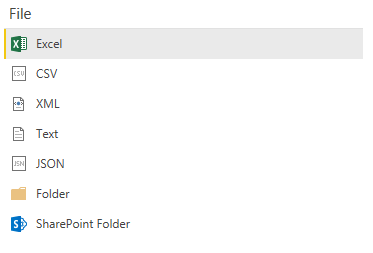 File
Excel
CSV
XML
Text
JSON
Folder
SharePoint Folder